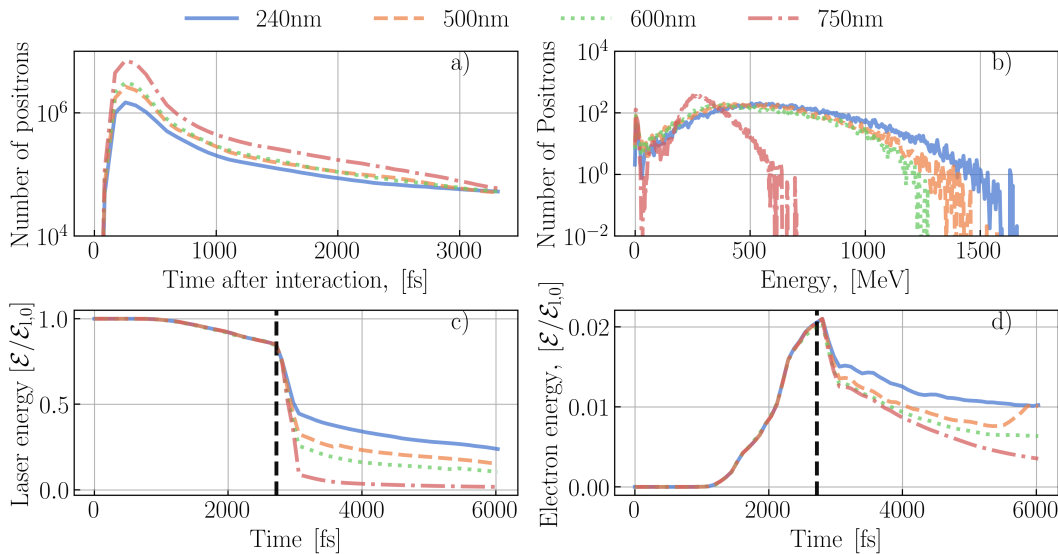 240nm 500nm 600nm 750nm
a)
Number of positrons
10^6
10^4
0 1000 2000 3000
Time after interaction, [fs]
b)
Number of Positrons
10^4
10^2
10^0
10^−2
0 500 1000 1500
Energy, [MeV]
c)
Laser energy [ℰ/ℰ_{l,0}]
1.0
0.5
0.0
0 2000 4000 6000
Time [fs]
d)
Electron energy, [ℰ/ℰ_{l,0}]
0.02
0.01
0.00
0 2000 4000 6000
Time [fs]